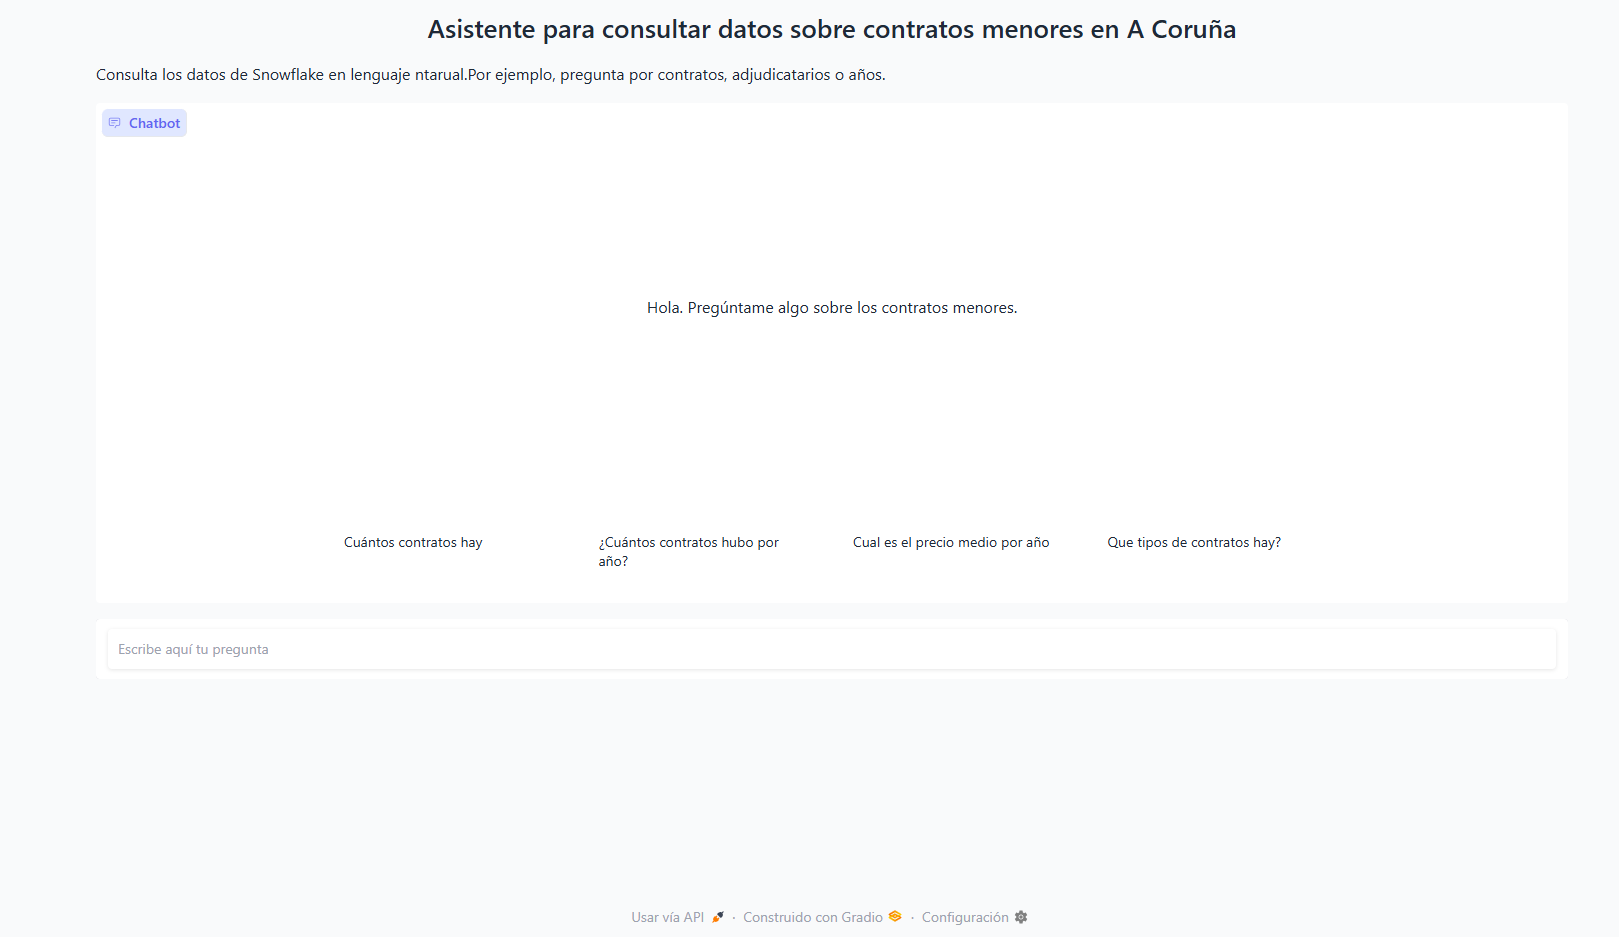 Asistente para consultar datos sobre contratos menores en A Coruña
Consulta los datos de Snowflake en lenguaje ntarual.Por ejemplo, pregunta por contratos, adjudicatarios o años.
Chatbot
Hola. Pregúntame algo sobre los contratos menores.
Cuántos contratos hay
¿Cuántos contratos hubo por
año?
Cual es el precio medio por año
Que tipos de contratos hay?
Escribe aquí tu pregunta
Usar vía API · Construido con Gradio · Configuración